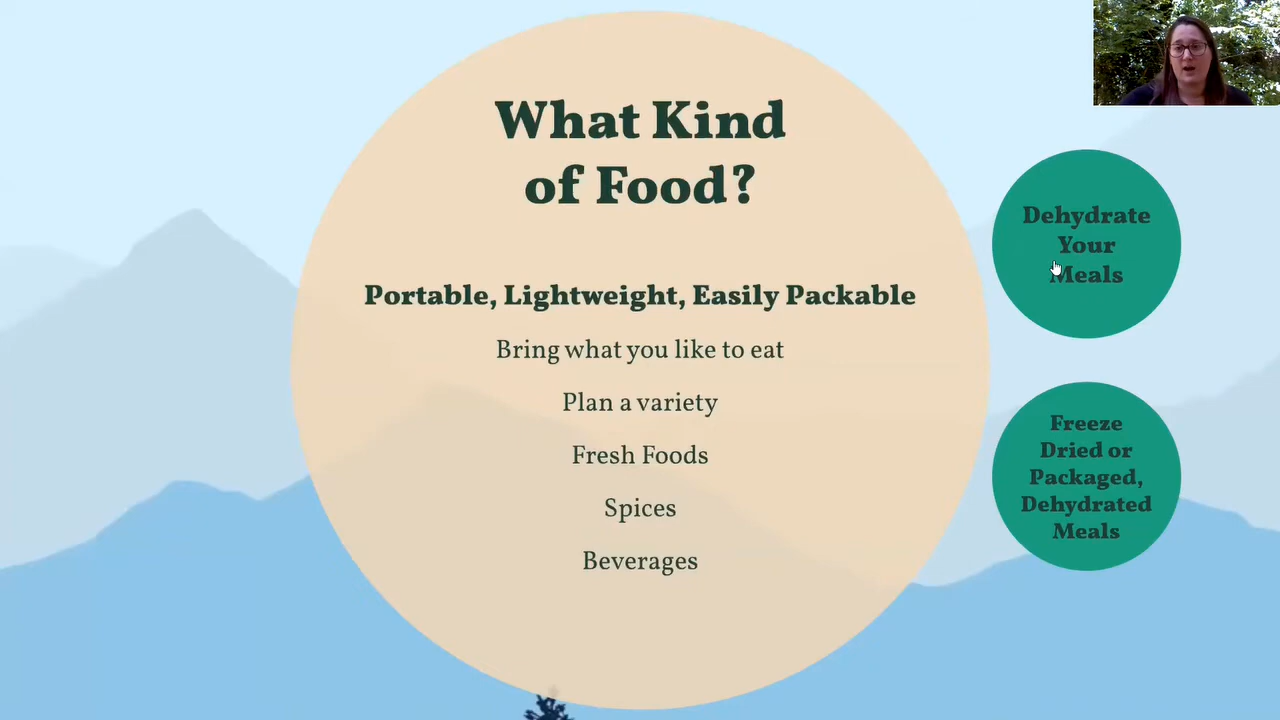 What Kind
of Food?
Portable, Lightweight, Easily Packable
Bring what you like to eat
Plan a variety
Fresh Foods
Spices
Beverages
Dehydrate
Your
Meals
Freeze
Dried or
Packaged,
Dehydrated
Meals